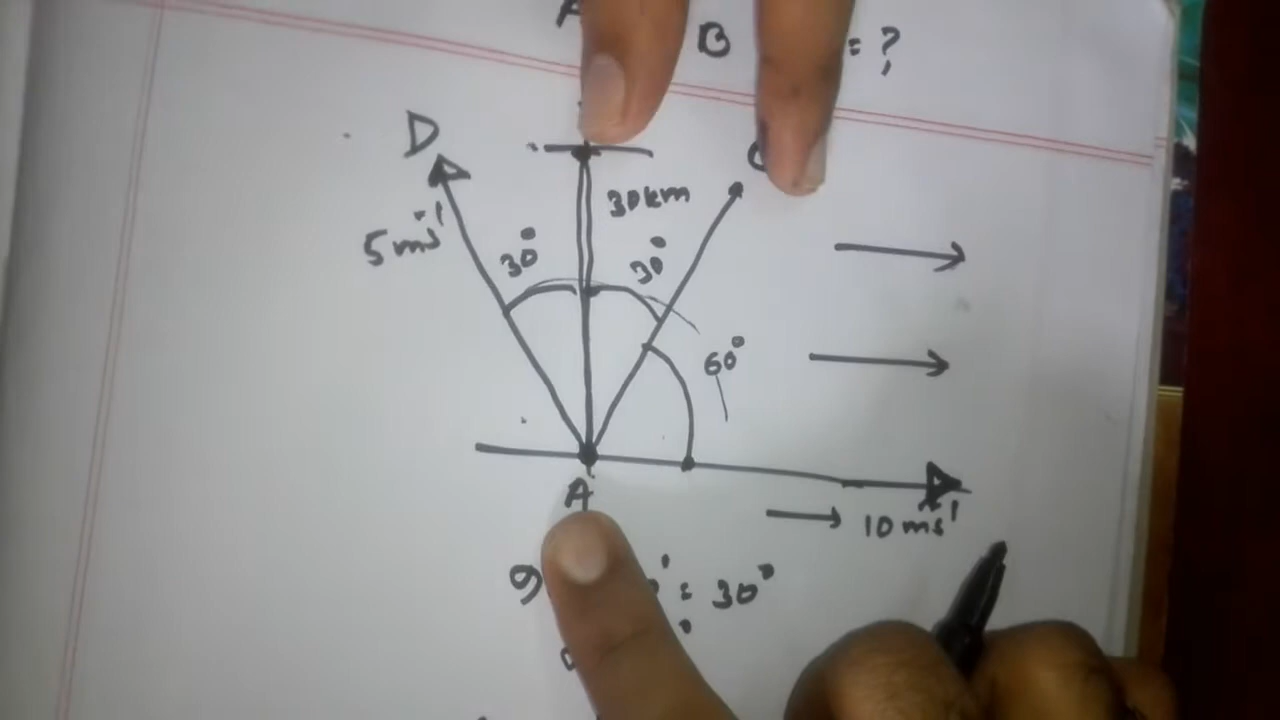 B = ?
D
30km
5ms⁻¹
30°
30°
60°
A
10ms⁻¹
= 30°